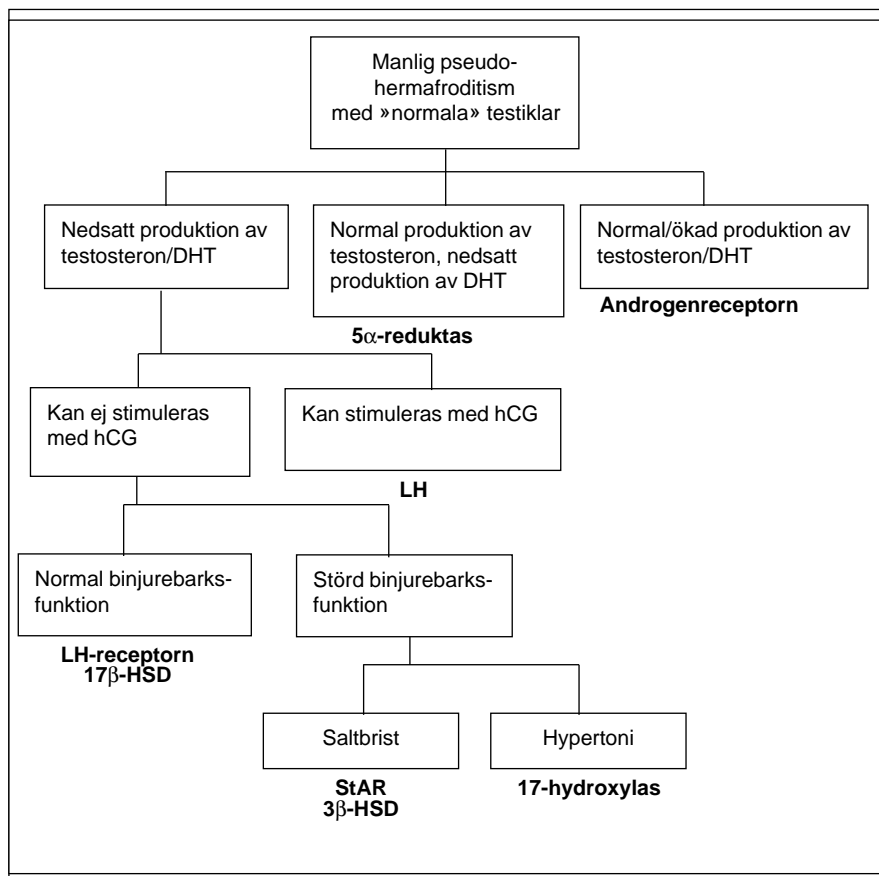 Manlig pseudo-
hermafroditism
med »normala» testiklar
Nedsatt produktion av
testosteron/DHT
Normal produktion av
testosteron, nedsatt
produktion av DHT
5α-reduktas
Normal/ökad produktion av
testosteron/DHT
Androgenreceptorn
Kan ej stimuleras
med hCG
Kan stimuleras med hCG
LH
Normal binjurebarks-
funktion
LH-receptorn
17β-HSD
Störd binjurebarks-
funktion
Saltbrist
StAR
3β-HSD
Hypertoni
17-hydroxylas